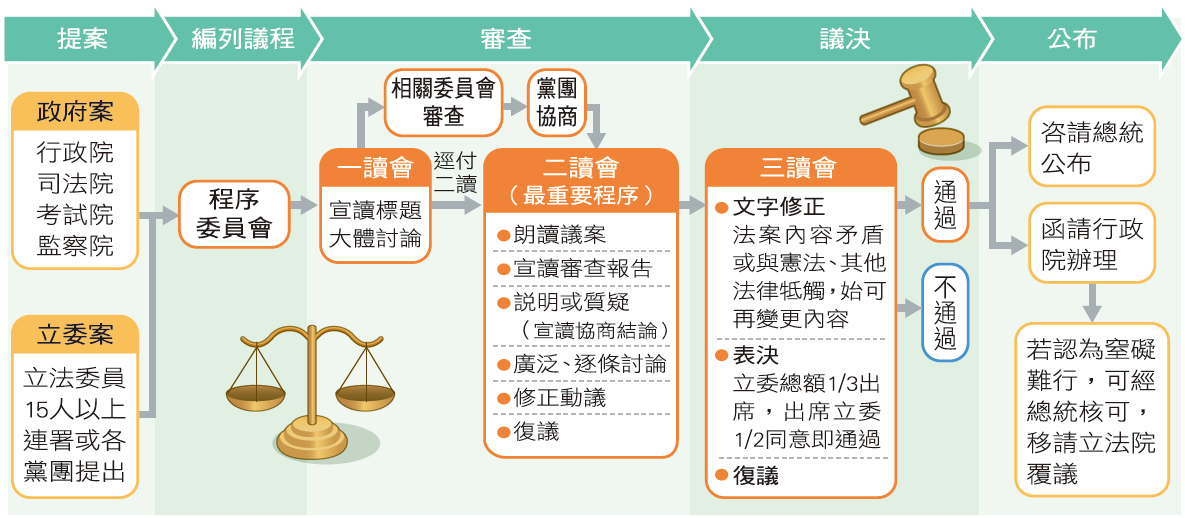 提案
編列議程
審查
議決
公布
政府案
行政院
司法院
考試院
監察院
立委案
立法委員
15人以上
連署或各
黨團提出
程序
委員會
一讀會
宣讀標題
大體討論
相關委員會
審查
黨團
協商
逕付
二讀
二讀會
（最重要程序）
朗讀議案
宣讀審查報告
說明或質疑
（宣讀協商結論）
廣泛、逐條討論
修正動議
復議
三讀會
文字修正
法案內容矛盾
或與憲法、其他
法律牴觸，始可
再變更內容
表決
立委總額1/3出
席，出席立委
1/2同意即通過
復議
通過
不通過
咨請總統
公布
函請行政
院辦理
若認為窒礙
難行，可經
總統核可，
移請立法院
覆議